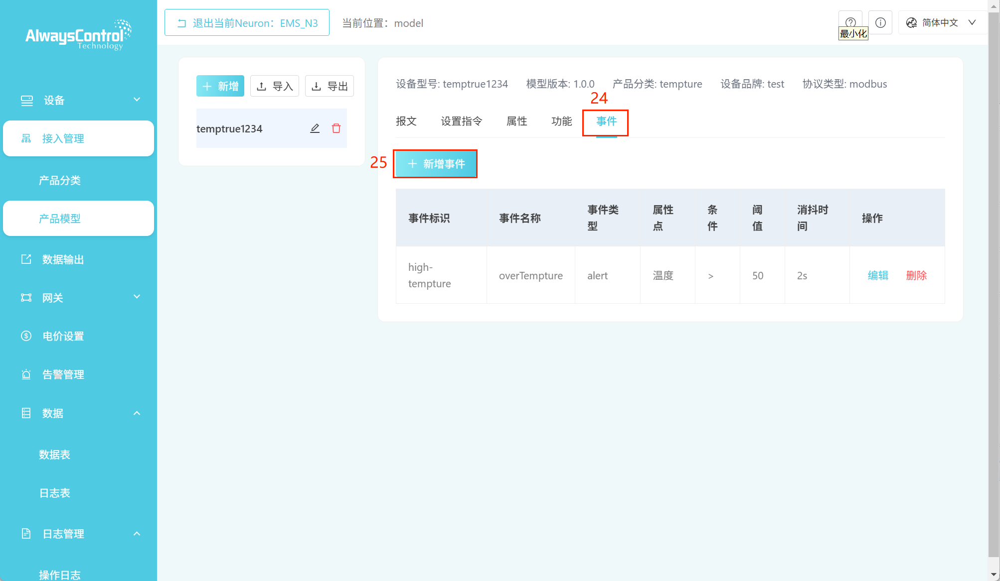 AlwaysControl
Technology
设备
接入管理
产品分类
产品模型
数据输出
网关
电价设置
告警管理
数据
数据表
日志表
日志管理
操作日志
退出当前Neuron：EMS_N3
当前位置：model
最小化
简体中文
新增
导入
导出
temptrue1234
设备型号: temptrue1234 模型版本: 1.0.0 产品分类: tempture 设备品牌: test 协议类型: modbus
24
报文 设置指令 属性 功能 事件
25
新增事件
事件标识 事件名称 事件类型 属性点 条件 阈值 消抖时间 操作
high-
tempture
overTempture alert 温度 > 50 2s 编辑 删除